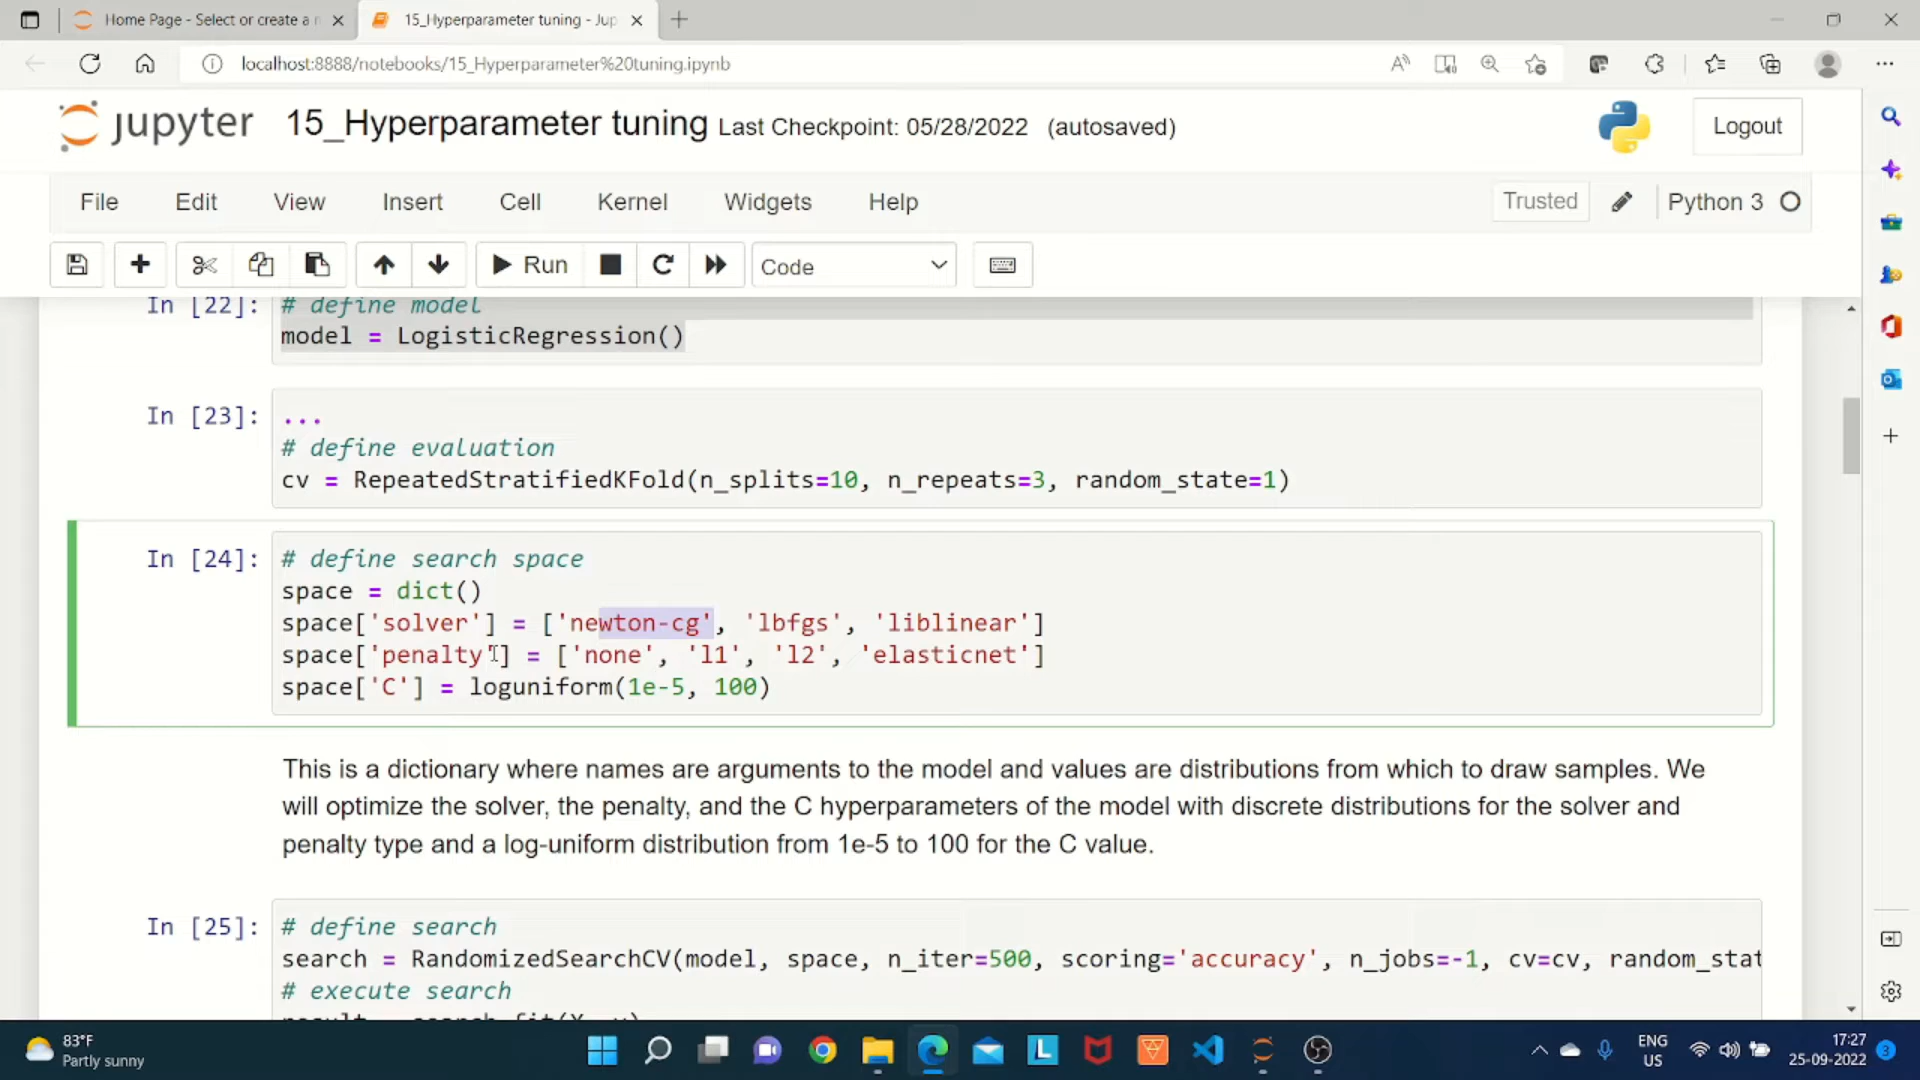 Home Page - Select or create a n
15_Hyperparameter tuning - Jup
localhost:8888/notebooks/15_Hyperparameter%20tuning.ipynb
jupyter 15_Hyperparameter tuning Last Checkpoint: 05/28/2022 (autosaved)
Logout
File Edit View Insert Cell Kernel Widgets Help
Trusted
Python 3
Run
Code
In [22]: # define model
model = LogisticRegression()
In [23]: ...
# define evaluation
cv = RepeatedStratifiedKFold(n_splits=10, n_repeats=3, random_state=1)
In [24]: # define search space
space = dict()
space['solver'] = ['newton-cg', 'lbfgs', 'liblinear']
space['penalty'] = ['none', 'l1', 'l2', 'elasticnet']
space['C'] = loguniform(1e-5, 100)
This is a dictionary where names are arguments to the model and values are distributions from which to draw samples. We
will optimize the solver, the penalty, and the C hyperparameters of the model with discrete distributions for the solver and
penalty type and a log-uniform distribution from 1e-5 to 100 for the C value.
In [25]: # define search
search = RandomizedSearchCV(model, space, n_iter=500, scoring='accuracy', n_jobs=-1, cv=cv, random_stat
# execute search
result = search.fit(X, y)
83°F
Partly sunny
ENG
US
17:27
25-09-2022
3